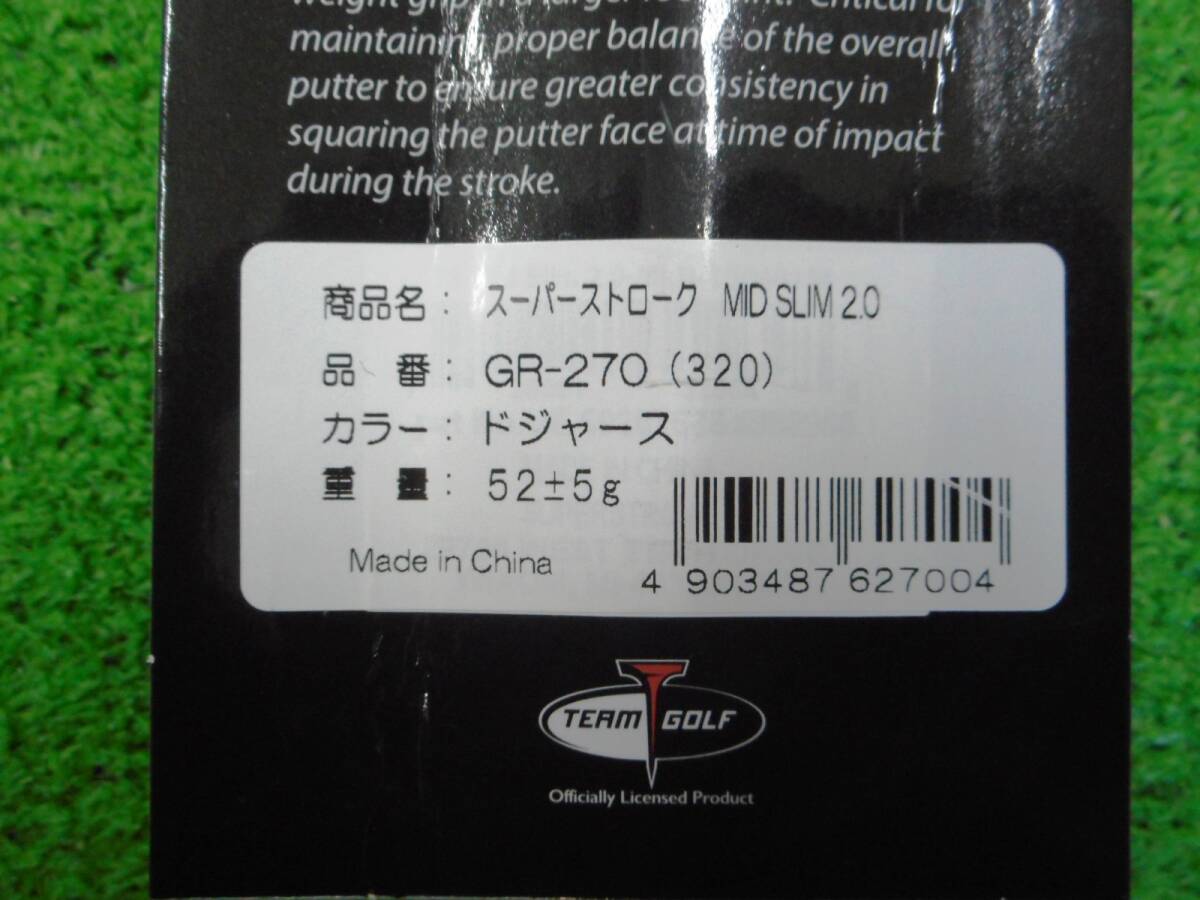 maintaining proper balance of the overall
putter to ensure greater consistency in
squaring the putter face at time of impact
during the stroke.
商品名： スーパーストローク MID SLIM 2.0
品 番： GR-270（320）
カラー： ドジャース
重 量： 52±5g
Made in China
4 903487 627004
TEAM GOLF
Officially Licensed Product